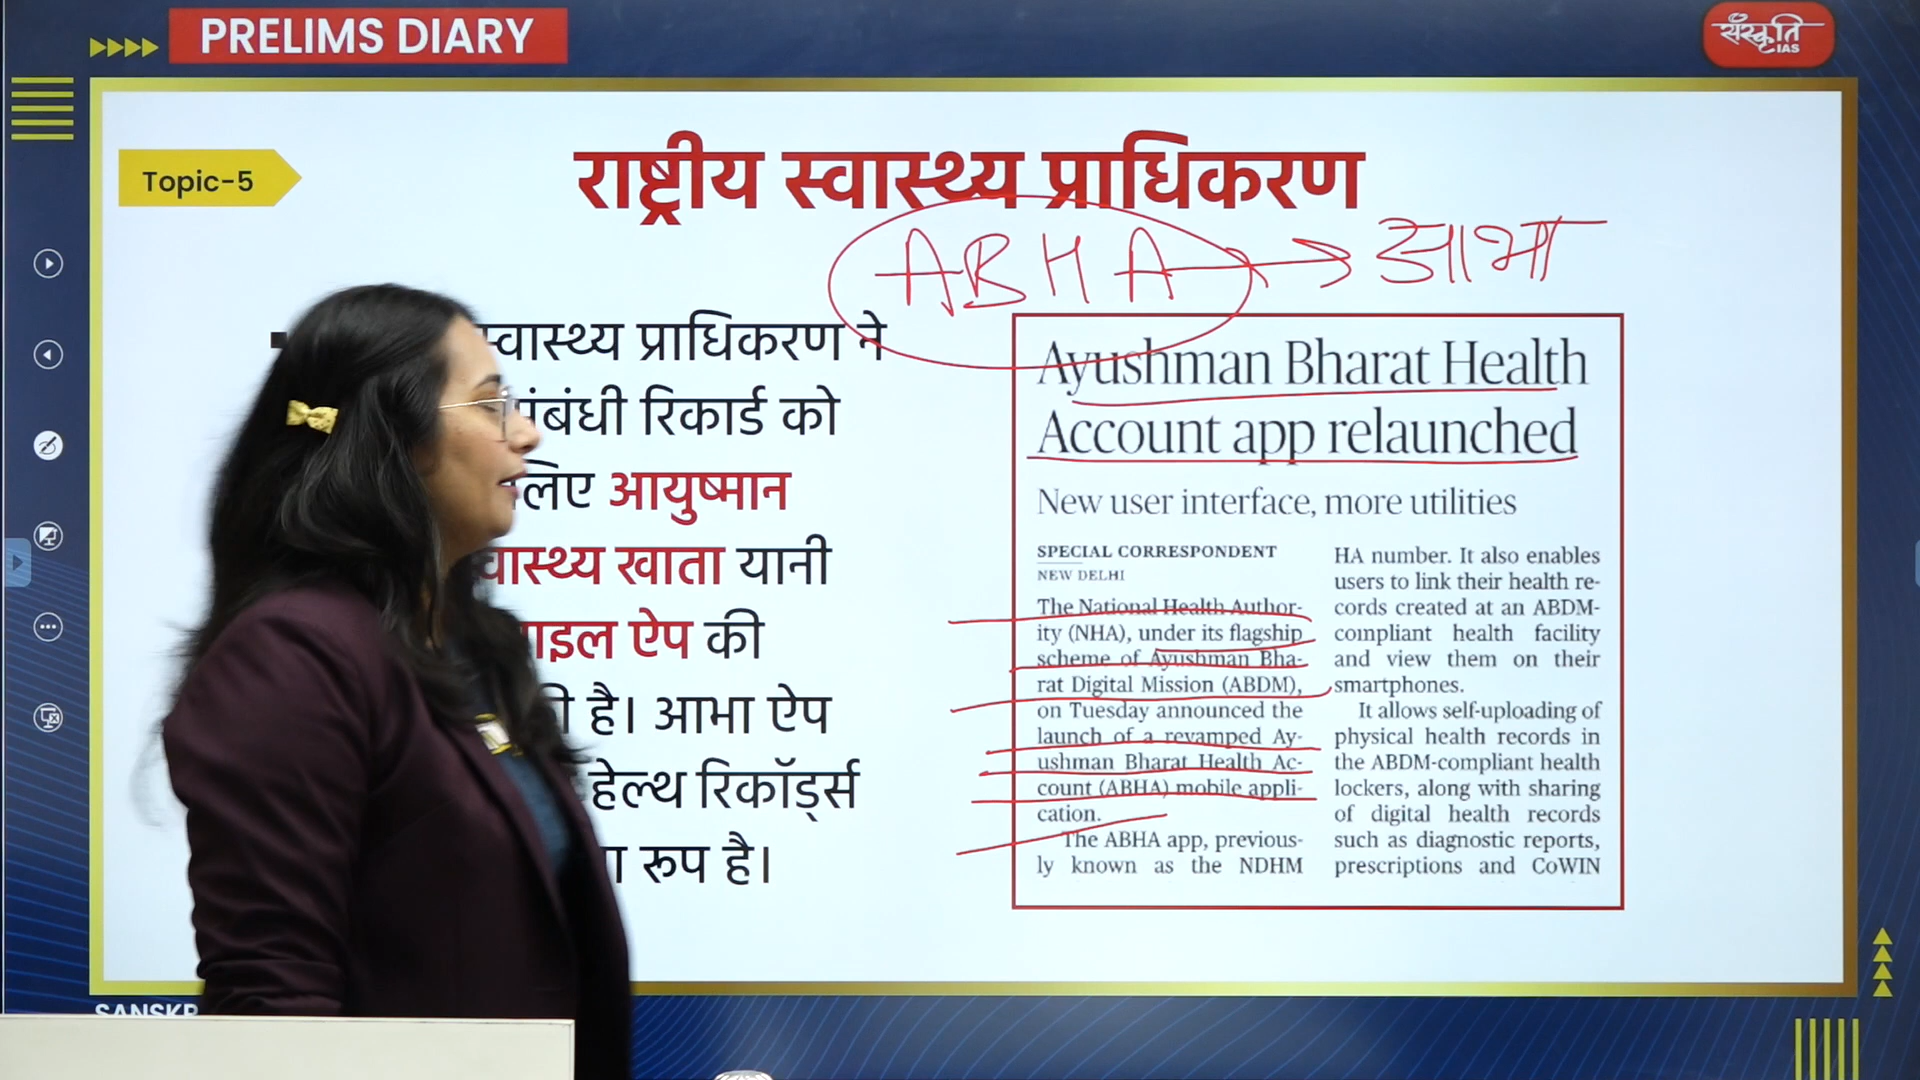 PRELIMS DIARY
संस्कृति
IAS
Topic-5
राष्ट्रीय स्वास्थ्य प्राधिकरण
ABHA → आभा
स्वास्थ्य प्राधिकरण ने
संबंधी रिकार्ड को
लिए आयुष्मान
स्वास्थ्य खाता यानी
ऐप की
है। आभा ऐप
हेल्थ रिकॉर्ड्स
रूप है।
Ayushman Bharat Health
Account app relaunched
New user interface, more utilities
SPECIAL CORRESPONDENT
NEW DELHI
The National Health Author-
ity (NHA), under its flagship
scheme of Ayushman Bha-
rat Digital Mission (ABDM),
on Tuesday announced the
launch of a revamped Ay-
ushman Bharat Health Ac-
count (ABHA) mobile appli-
cation.
The ABHA app, previous-
ly known as the NDHM
HA number. It also enables
users to link their health re-
cords created at an ABDM-
compliant health facility
and view them on their
smartphones.
It allows self-uploading of
physical health records in
the ABDM-compliant health
lockers, along with sharing
of digital health records
such as diagnostic reports,
prescriptions and CoWIN